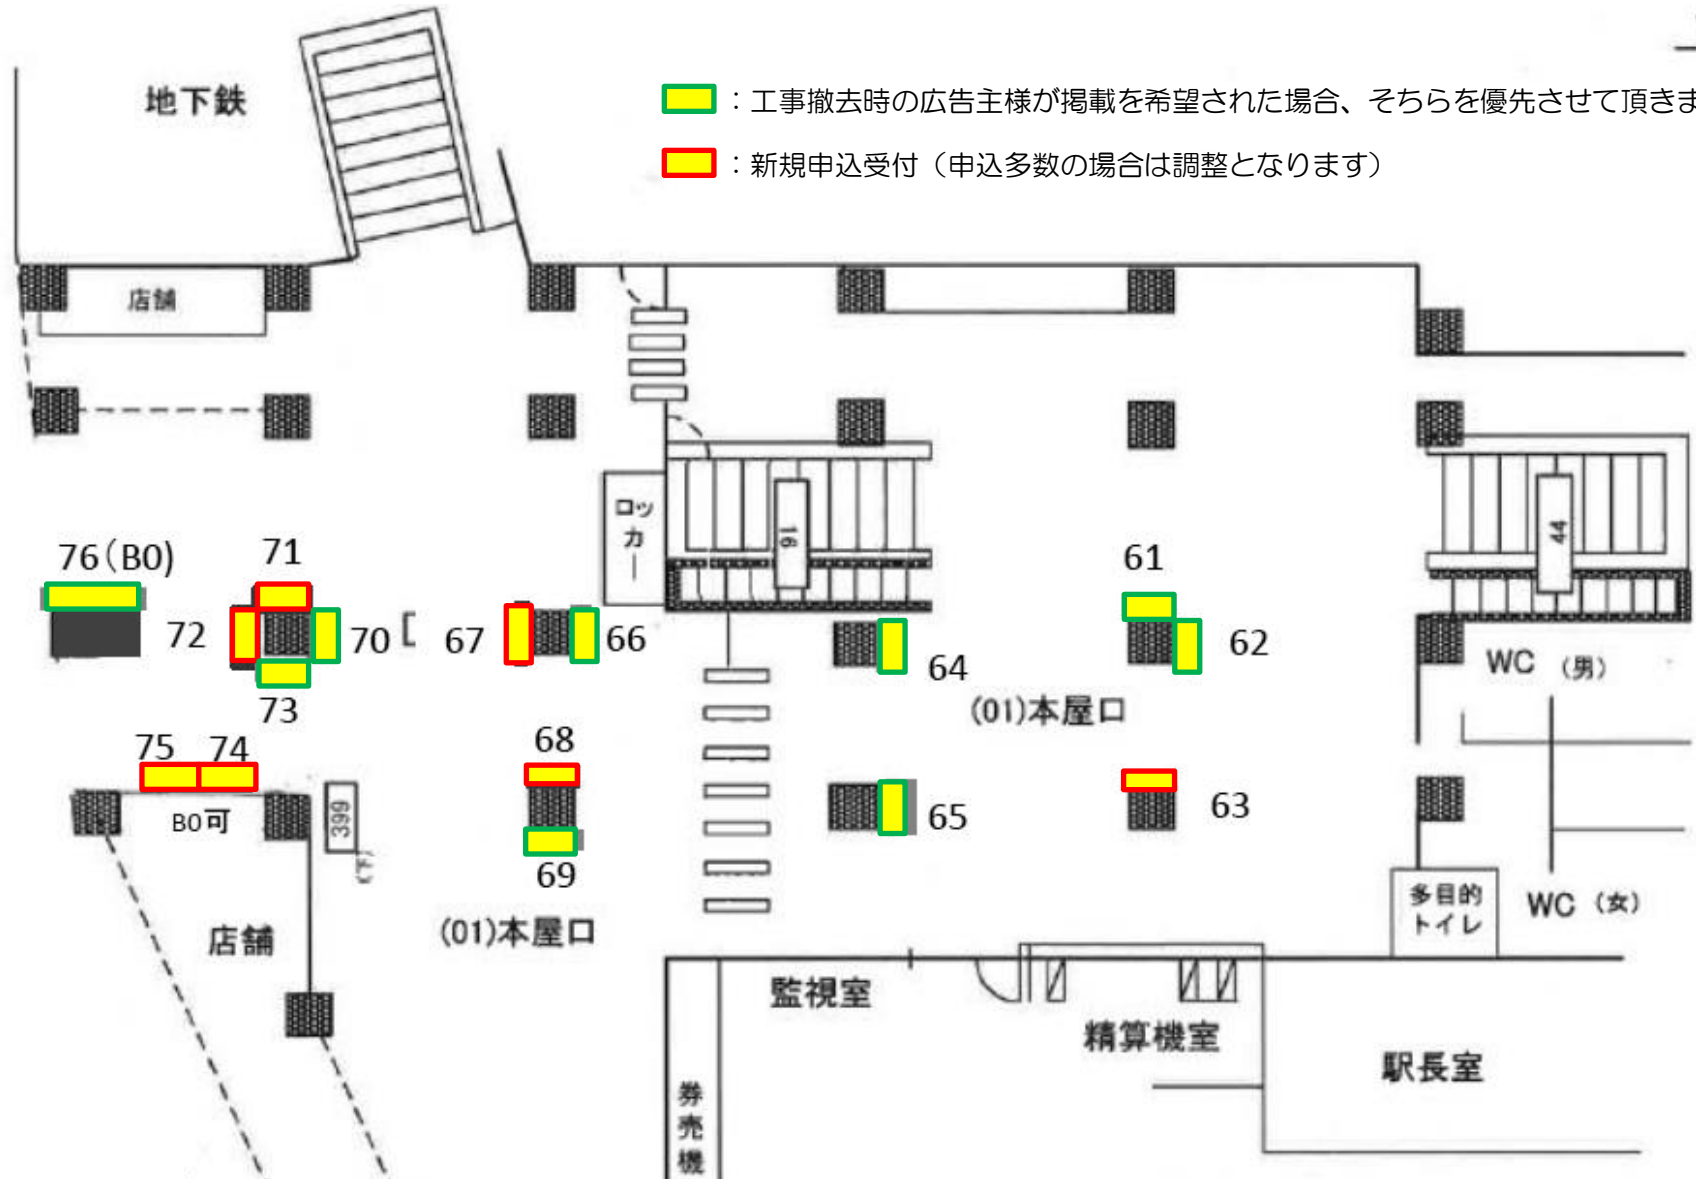 地下鉄
：工事撤去時の広告主様が掲載を希望された場合、そちらを優先させて頂きま
：新規申込受付（申込多数の場合は調整となります）
店舗
ロッカー
16
44
76(B0)
71
72
70
67
66
64
61
62
WC （男）
(01)本屋口
73
75
74
B0可
399
（下）
68
69
65
63
店舗
(01)本屋口
多目的
トイレ
WC （女）
監視室
精算機室
駅長室
券売機